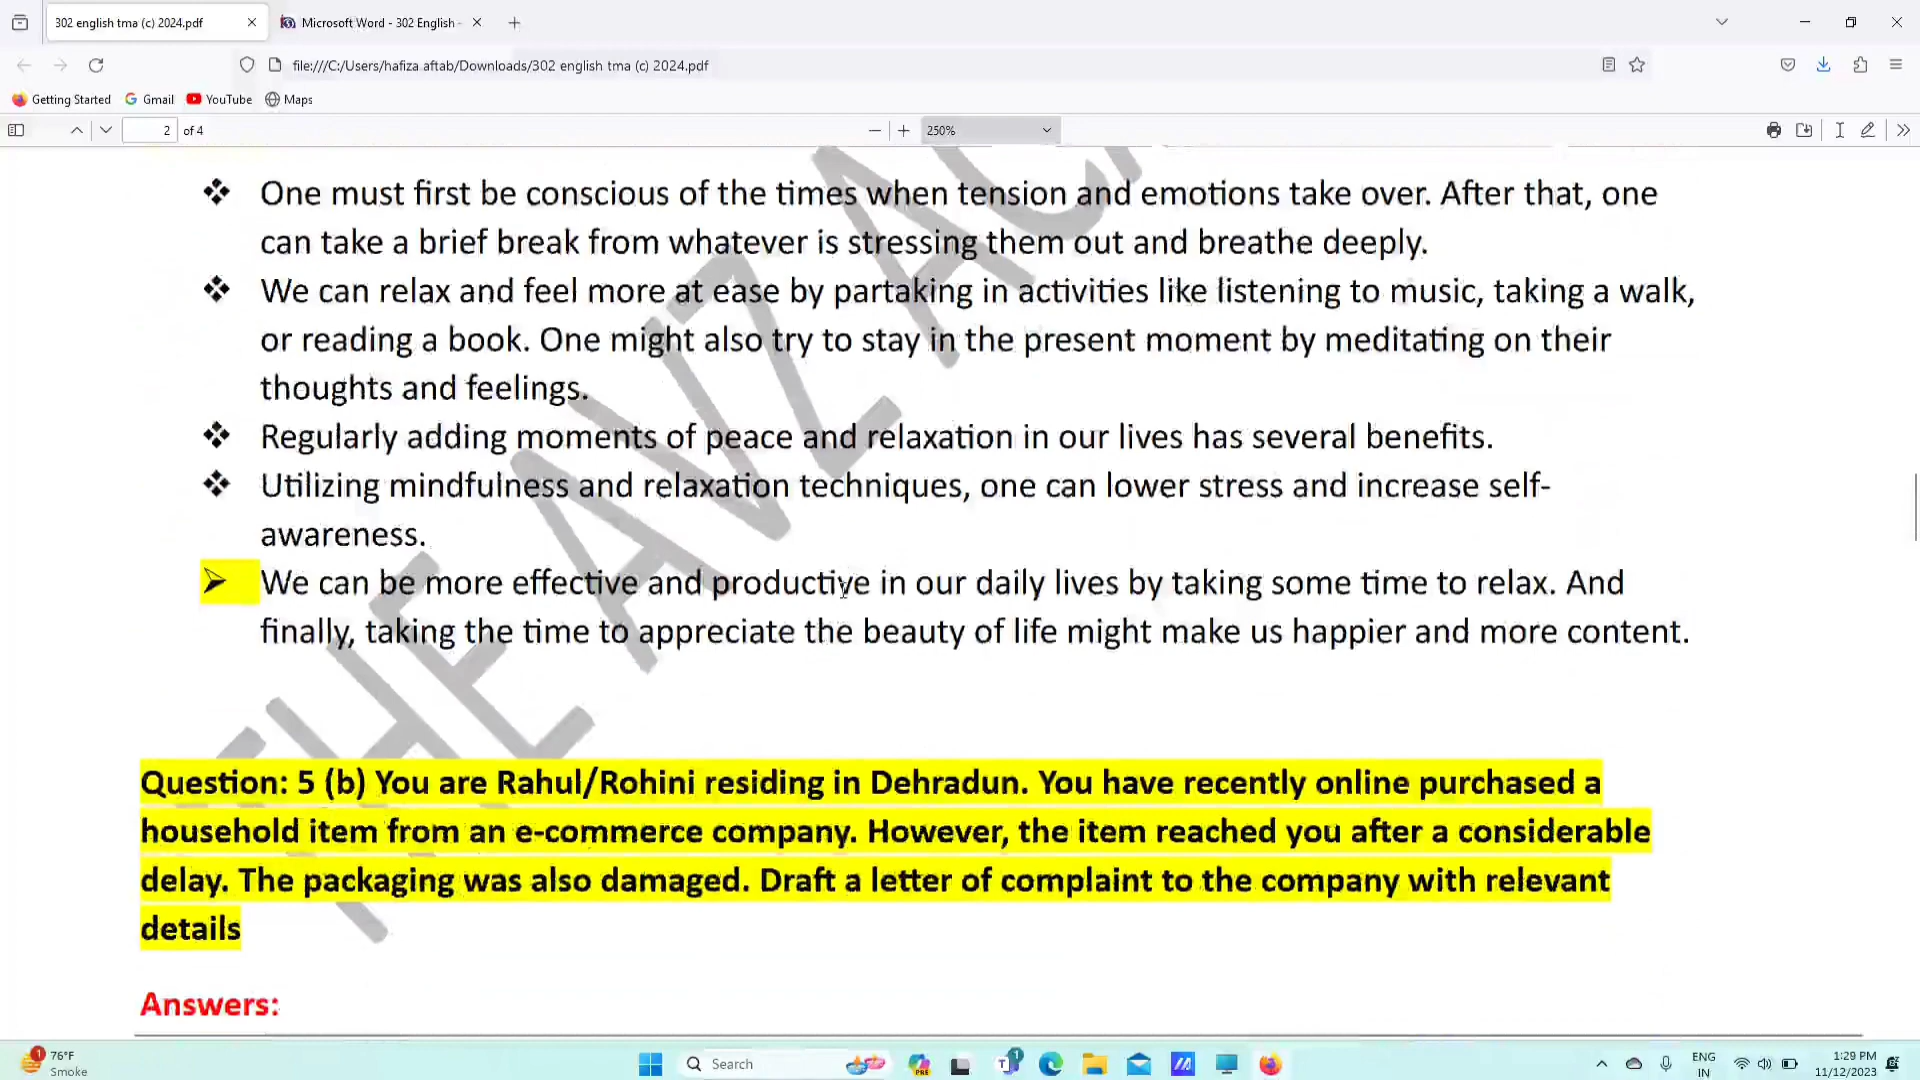 302 english tma (c) 2024.pdf
Microsoft Word - 302 English -
file:///C:/Users/hafiza.aftab/Downloads/302 english tma (c) 2024.pdf
Getting Started
Gmail
YouTube
Maps
2 of 4
250%
One must first be conscious of the times when tension and emotions take over. After that, one
can take a brief break from whatever is stressing them out and breathe deeply.
We can relax and feel more at ease by partaking in activities like listening to music, taking a walk,
or reading a book. One might also try to stay in the present moment by meditating on their
thoughts and feelings.
Regularly adding moments of peace and relaxation in our lives has several benefits.
Utilizing mindfulness and relaxation techniques, one can lower stress and increase self-
awareness.
We can be more effective and productive in our daily lives by taking some time to relax. And
finally, taking the time to appreciate the beauty of life might make us happier and more content.
THE AVZ AC
Question: 5 (b) You are Rahul/Rohini residing in Dehradun. You have recently online purchased a
household item from an e-commerce company. However, the item reached you after a considerable
delay. The packaging was also damaged. Draft a letter of complaint to the company with relevant
details
Answers:
1
76°F
Smoke
Search
PRE
1
ENG
IN
1:29 PM
11/12/2023